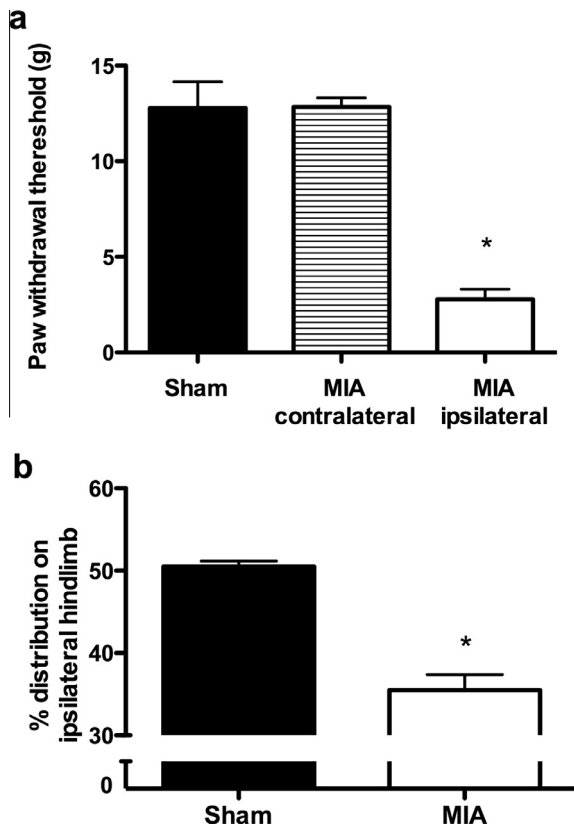 a
Paw withdrawal thereshold (g)
15
10
5
0
*
Sham
MIA
contralateral
MIA
ipsilateral
b
% distribution on
ipsilateral hindlimb
60
50
40
30
0
*
Sham
MIA